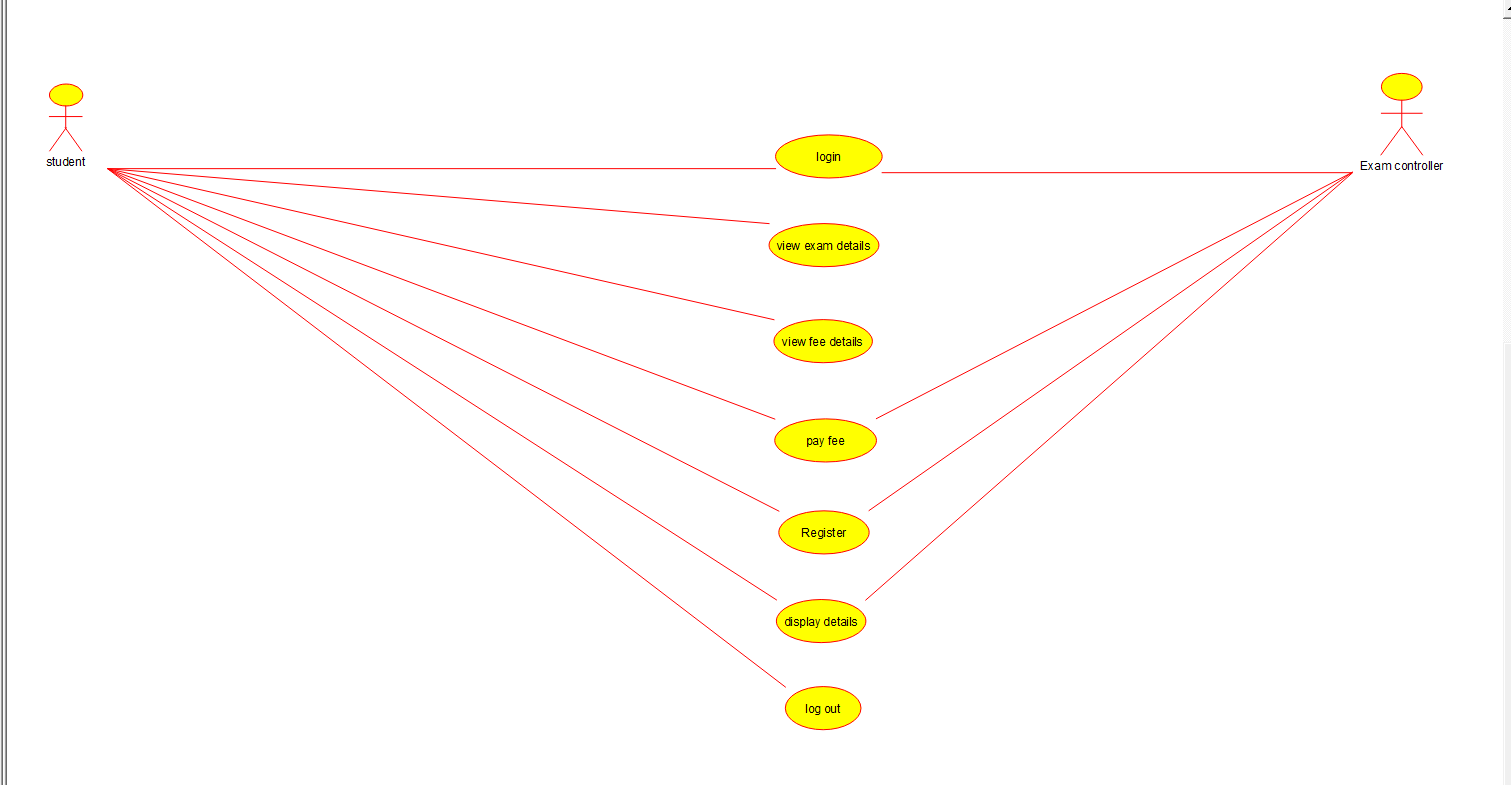 student
Exam controller
login
view exam details
view fee details
pay fee
Register
display details
log out